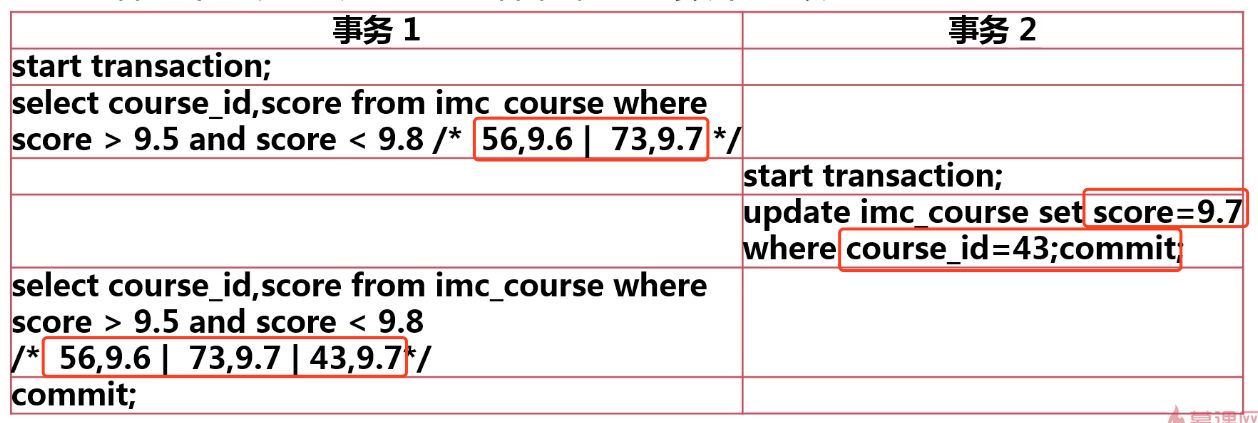 事务 1
事务 2
start transaction;
select course_id,score from imc_course where
score > 9.5 and score < 9.8 /* 56,9.6 | 73,9.7 */
start transaction;
update imc_course set score=9.7
where course_id=43;commit;
select course_id,score from imc_course where
score > 9.5 and score < 9.8
/* 56,9.6 | 73,9.7 | 43,9.7*/
commit;